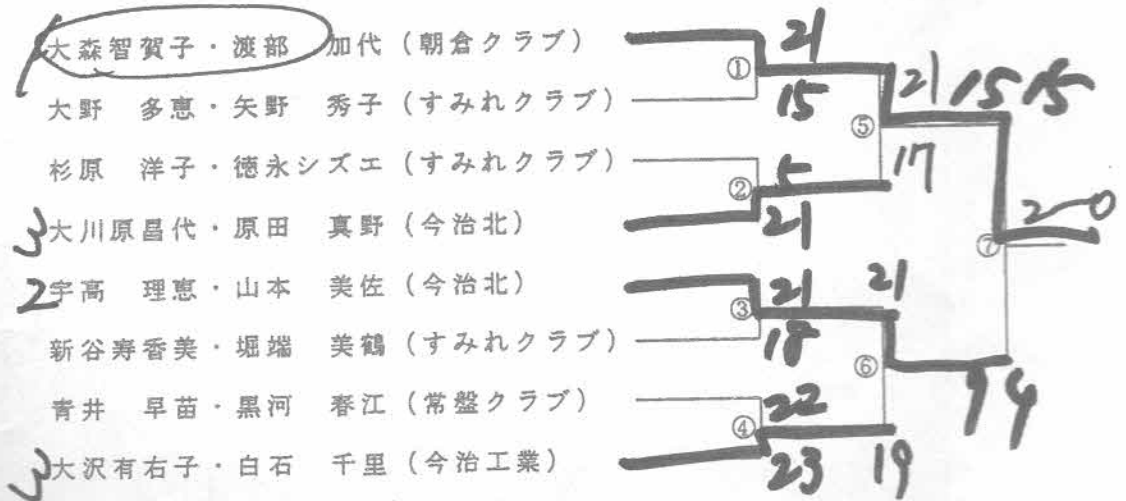 1 大森智賀子・渡部 加代 (朝倉クラブ)
大野 多恵・矢野 秀子 (すみれクラブ)
杉原 洋子・徳永シズエ (すみれクラブ)
3 大川原昌代・原田 真野 (今治北)
2 宇高 理恵・山本 美佐 (今治北)
新谷寿香美・堀端 美鶴 (すみれクラブ)
青井 早苗・黒河 春江 (常盤クラブ)
3 大沢有右子・白石 千里 (今治工業)
① 21
15
② 5
21
③ 21
18
④ 22
23
⑤ 21
17
⑥ 21
19
⑦ 15 15
9 9
2-0